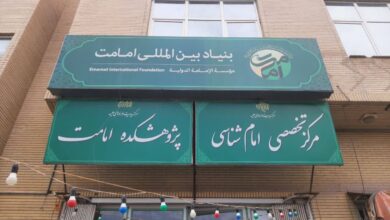 بنیاد بین المللی امامت
مؤسسة الإمامة الدولية
Emamat International Foundation
امامت
مرکز تخصصی امام شناسی
پژوهشکده امامت